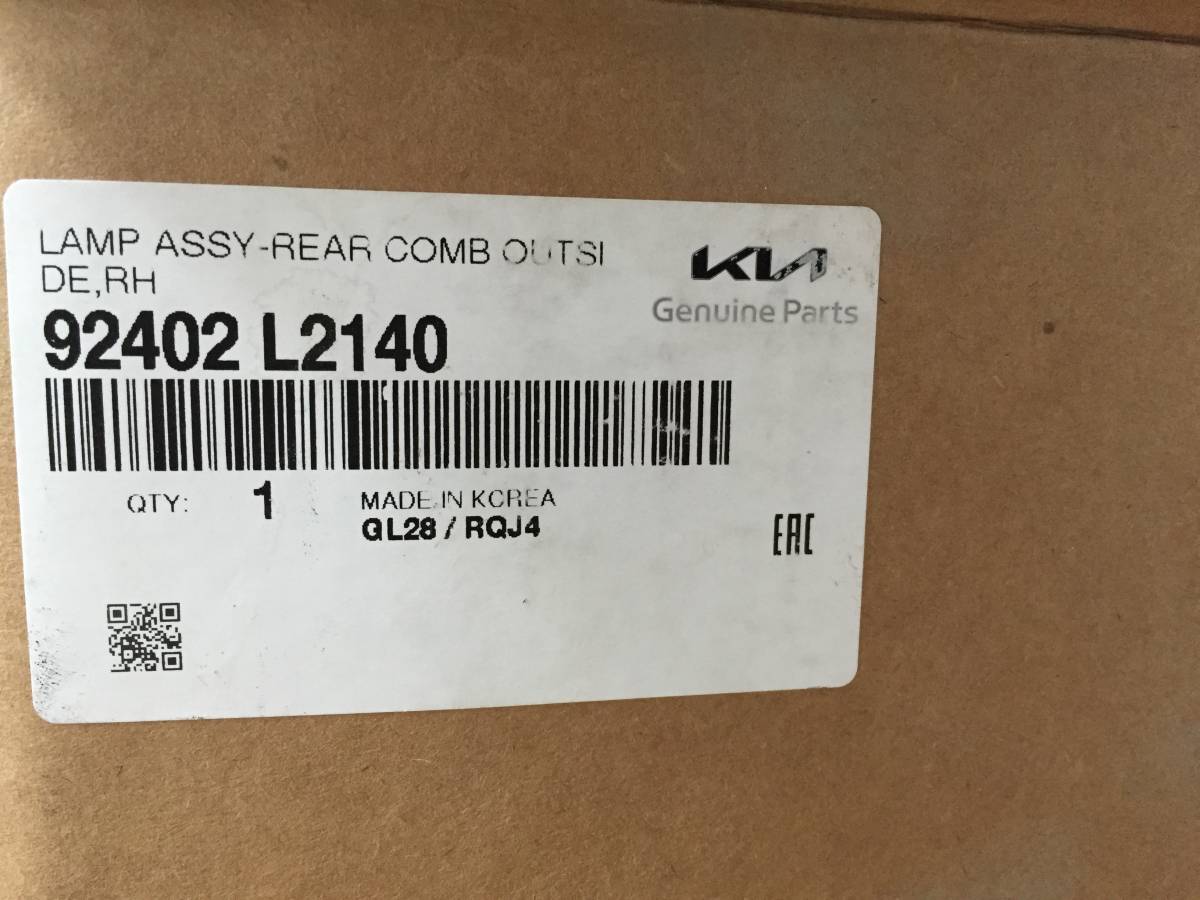 LAMP ASSY-REAR COMB OUTSI
DE,RH
KIA
Genuine Parts
92402 L2140
QTY: 1 MADE IN KOREA
GL28 / RQJ4
EAC